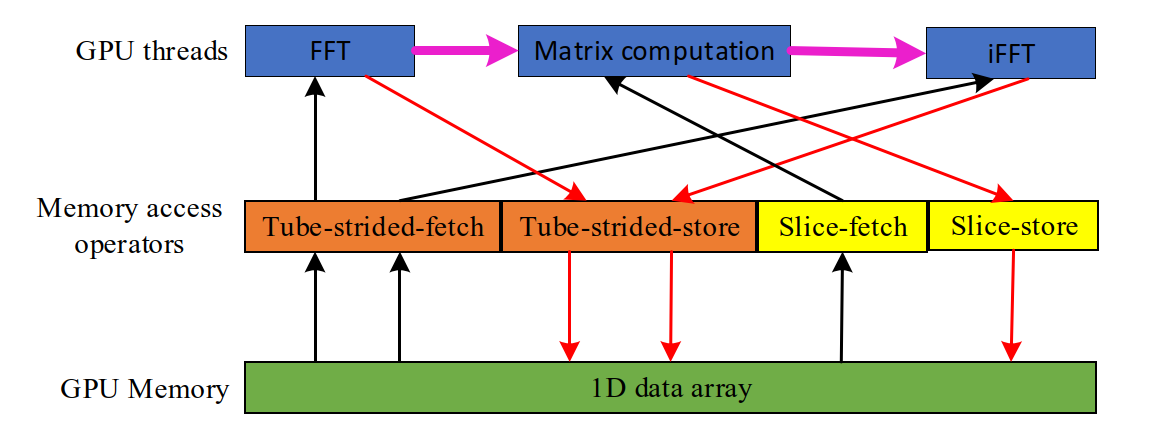 GPU threads
FFT
Matrix computation
iFFT
Memory access
operators
Tube-strided-fetch
Tube-strided-store
Slice-fetch
Slice-store
GPU Memory
1D data array